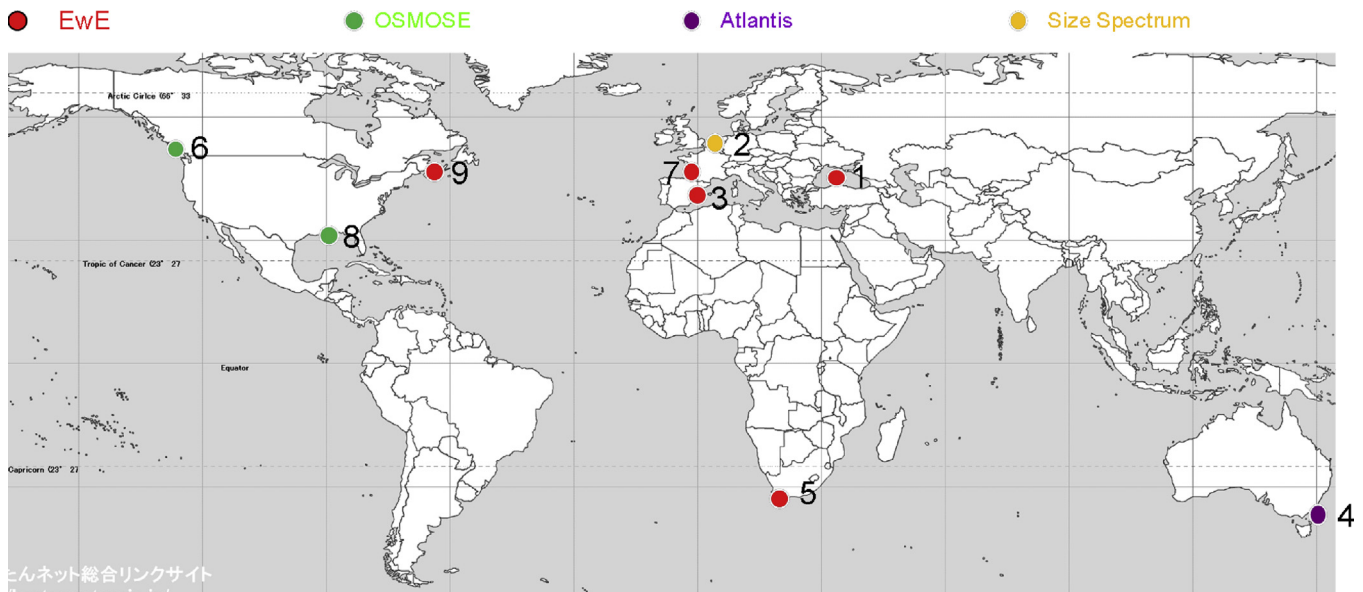 EwE OSMOSE Atlantis Size Spectrum
Arctic Cirlce (66° 33
6
2
9
7
1
3
8
Tropic of Cancer (23° 27
Equator
Capricorn (23° 27
5
4
たんネット総合リンクサイト